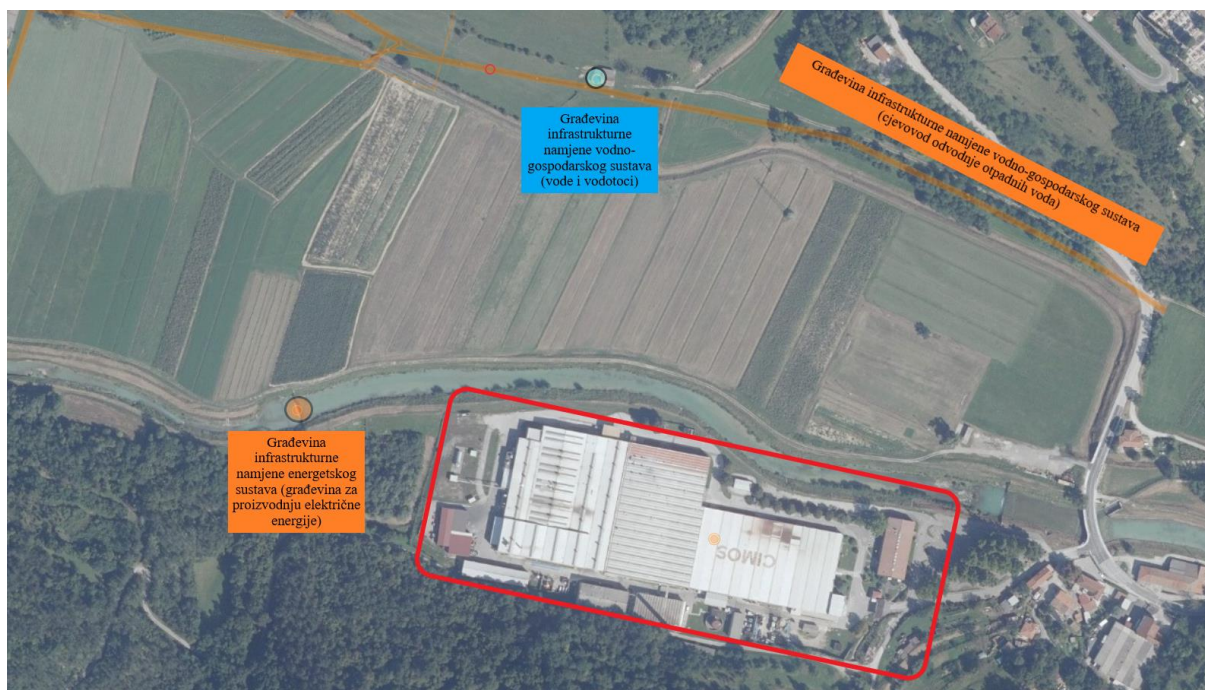 Građevina infrastrukturne namjene vodno-gospodarskog sustava
(cjevovod odvodnje otpadnih voda)
Građevina
infrastrukturne
namjene vodno-
gospodarskog sustava
(vode i vodotoci)
Građevina
infrastrukturne
namjene energetskog
sustava (građevina za
proizvodnju električne
energije)
CIMOS